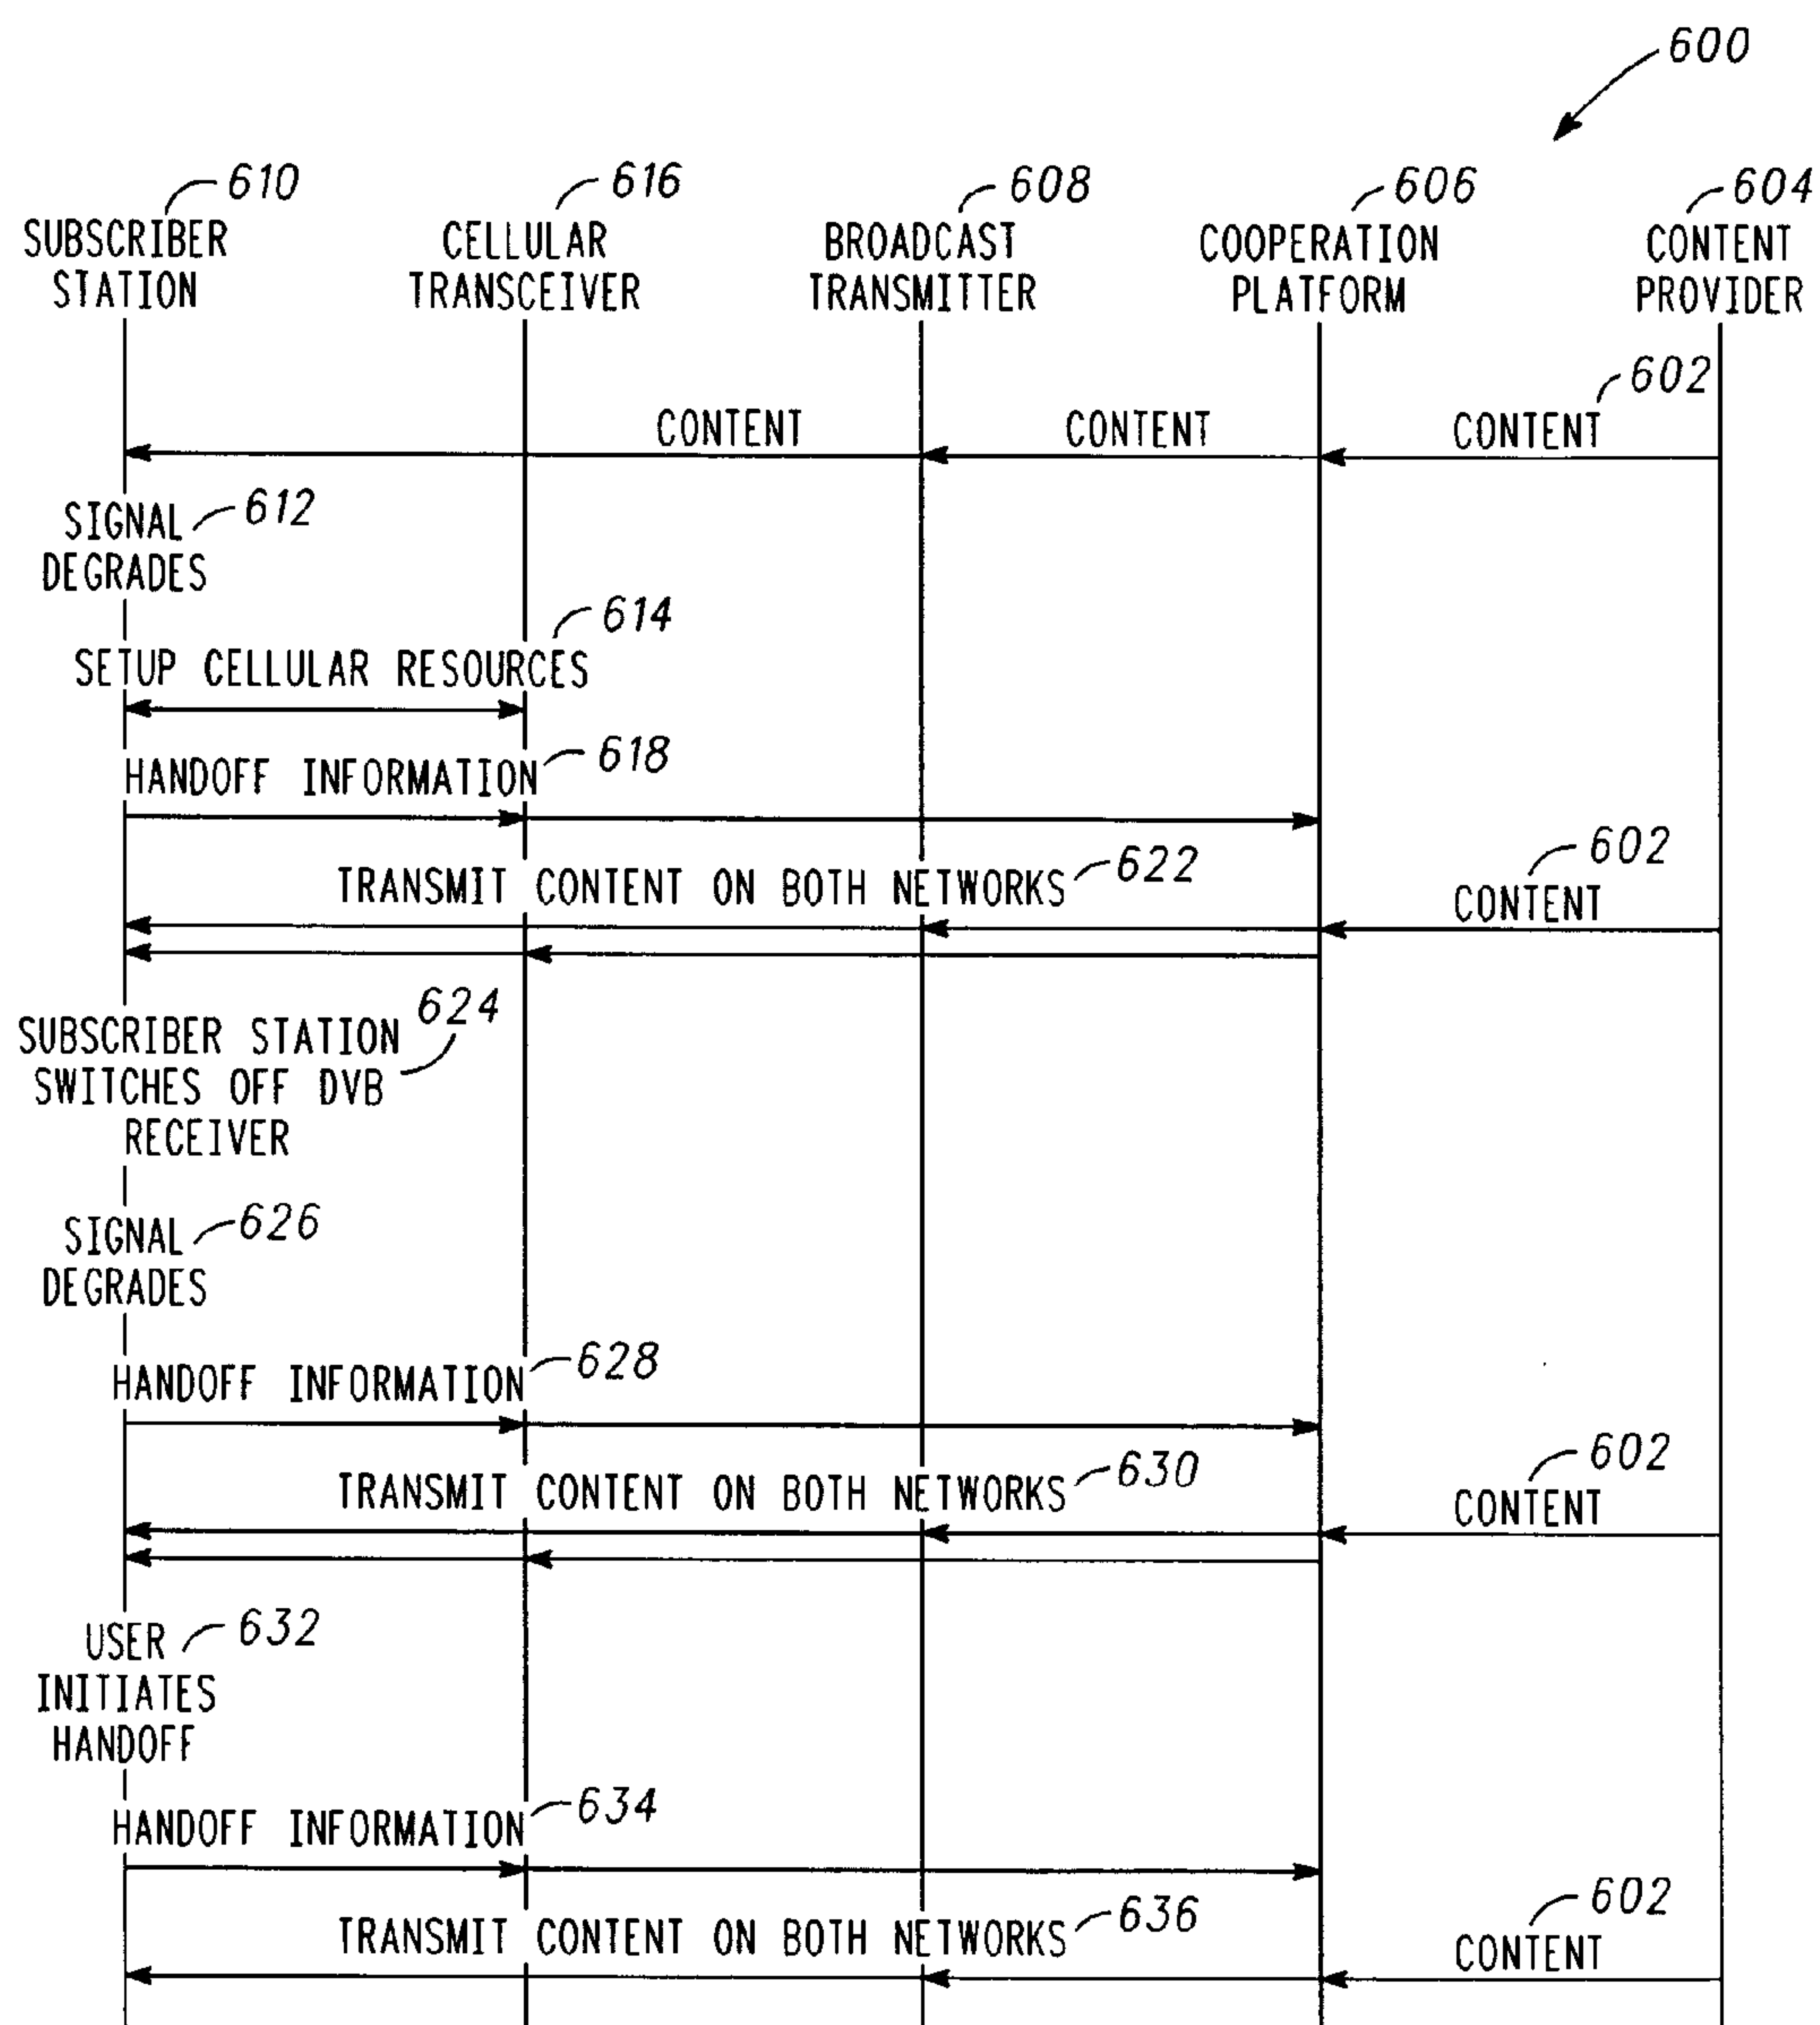 600
610
616
608
606
604
SUBSCRIBER
STATION
CELLULAR
TRANSCEIVER
BROADCAST
TRANSMITTER
COOPERATION
PLATFORM
CONTENT
PROVIDER
602
CONTENT
CONTENT
CONTENT
SIGNAL 612
DEGRADES
614
SETUP CELLULAR RESOURCES
HANDOFF INFORMATION 618
602
TRANSMIT CONTENT ON BOTH NETWORKS 622
CONTENT
624
SUBSCRIBER STATION
SWITCHES OFF DVB
RECEIVER
SIGNAL 626
DEGRADES
HANDOFF INFORMATION 628
602
TRANSMIT CONTENT ON BOTH NETWORKS 630
CONTENT
USER 632
INITIATES
HANDOFF
HANDOFF INFORMATION 634
602
TRANSMIT CONTENT ON BOTH NETWORKS 636
CONTENT